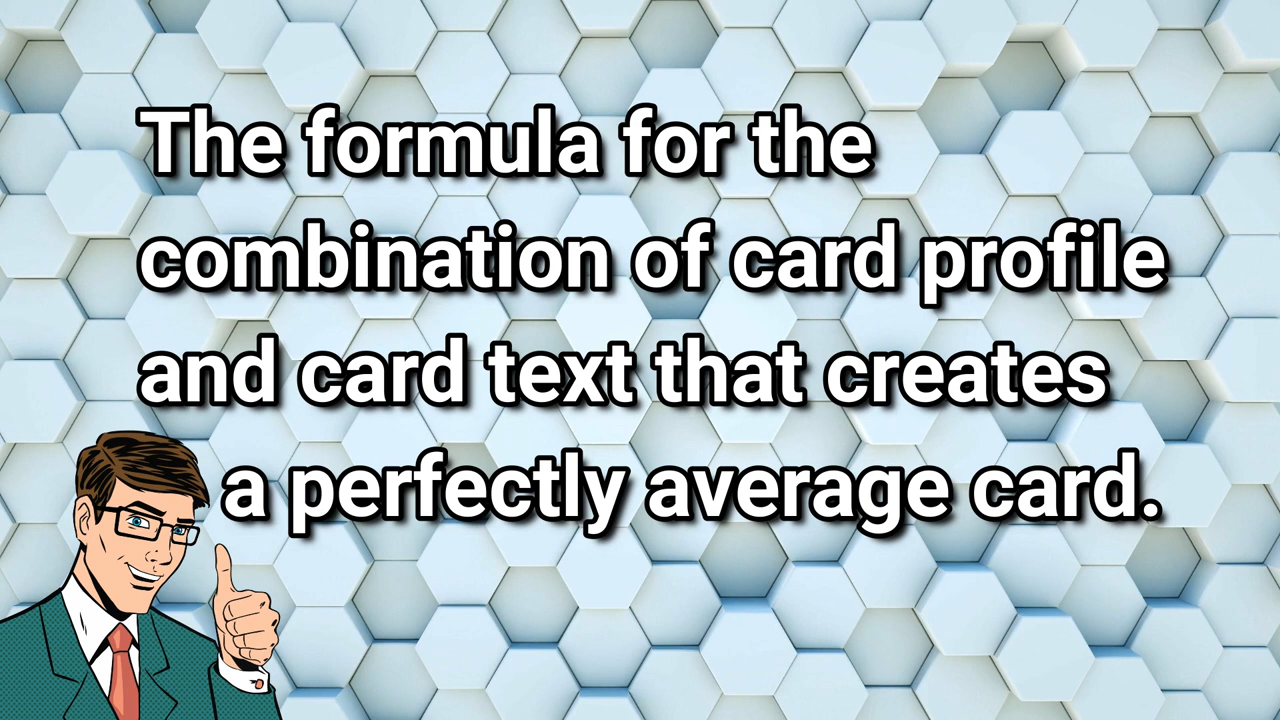 The formula for the
combination of card profile
and card text that creates
a perfectly average card.